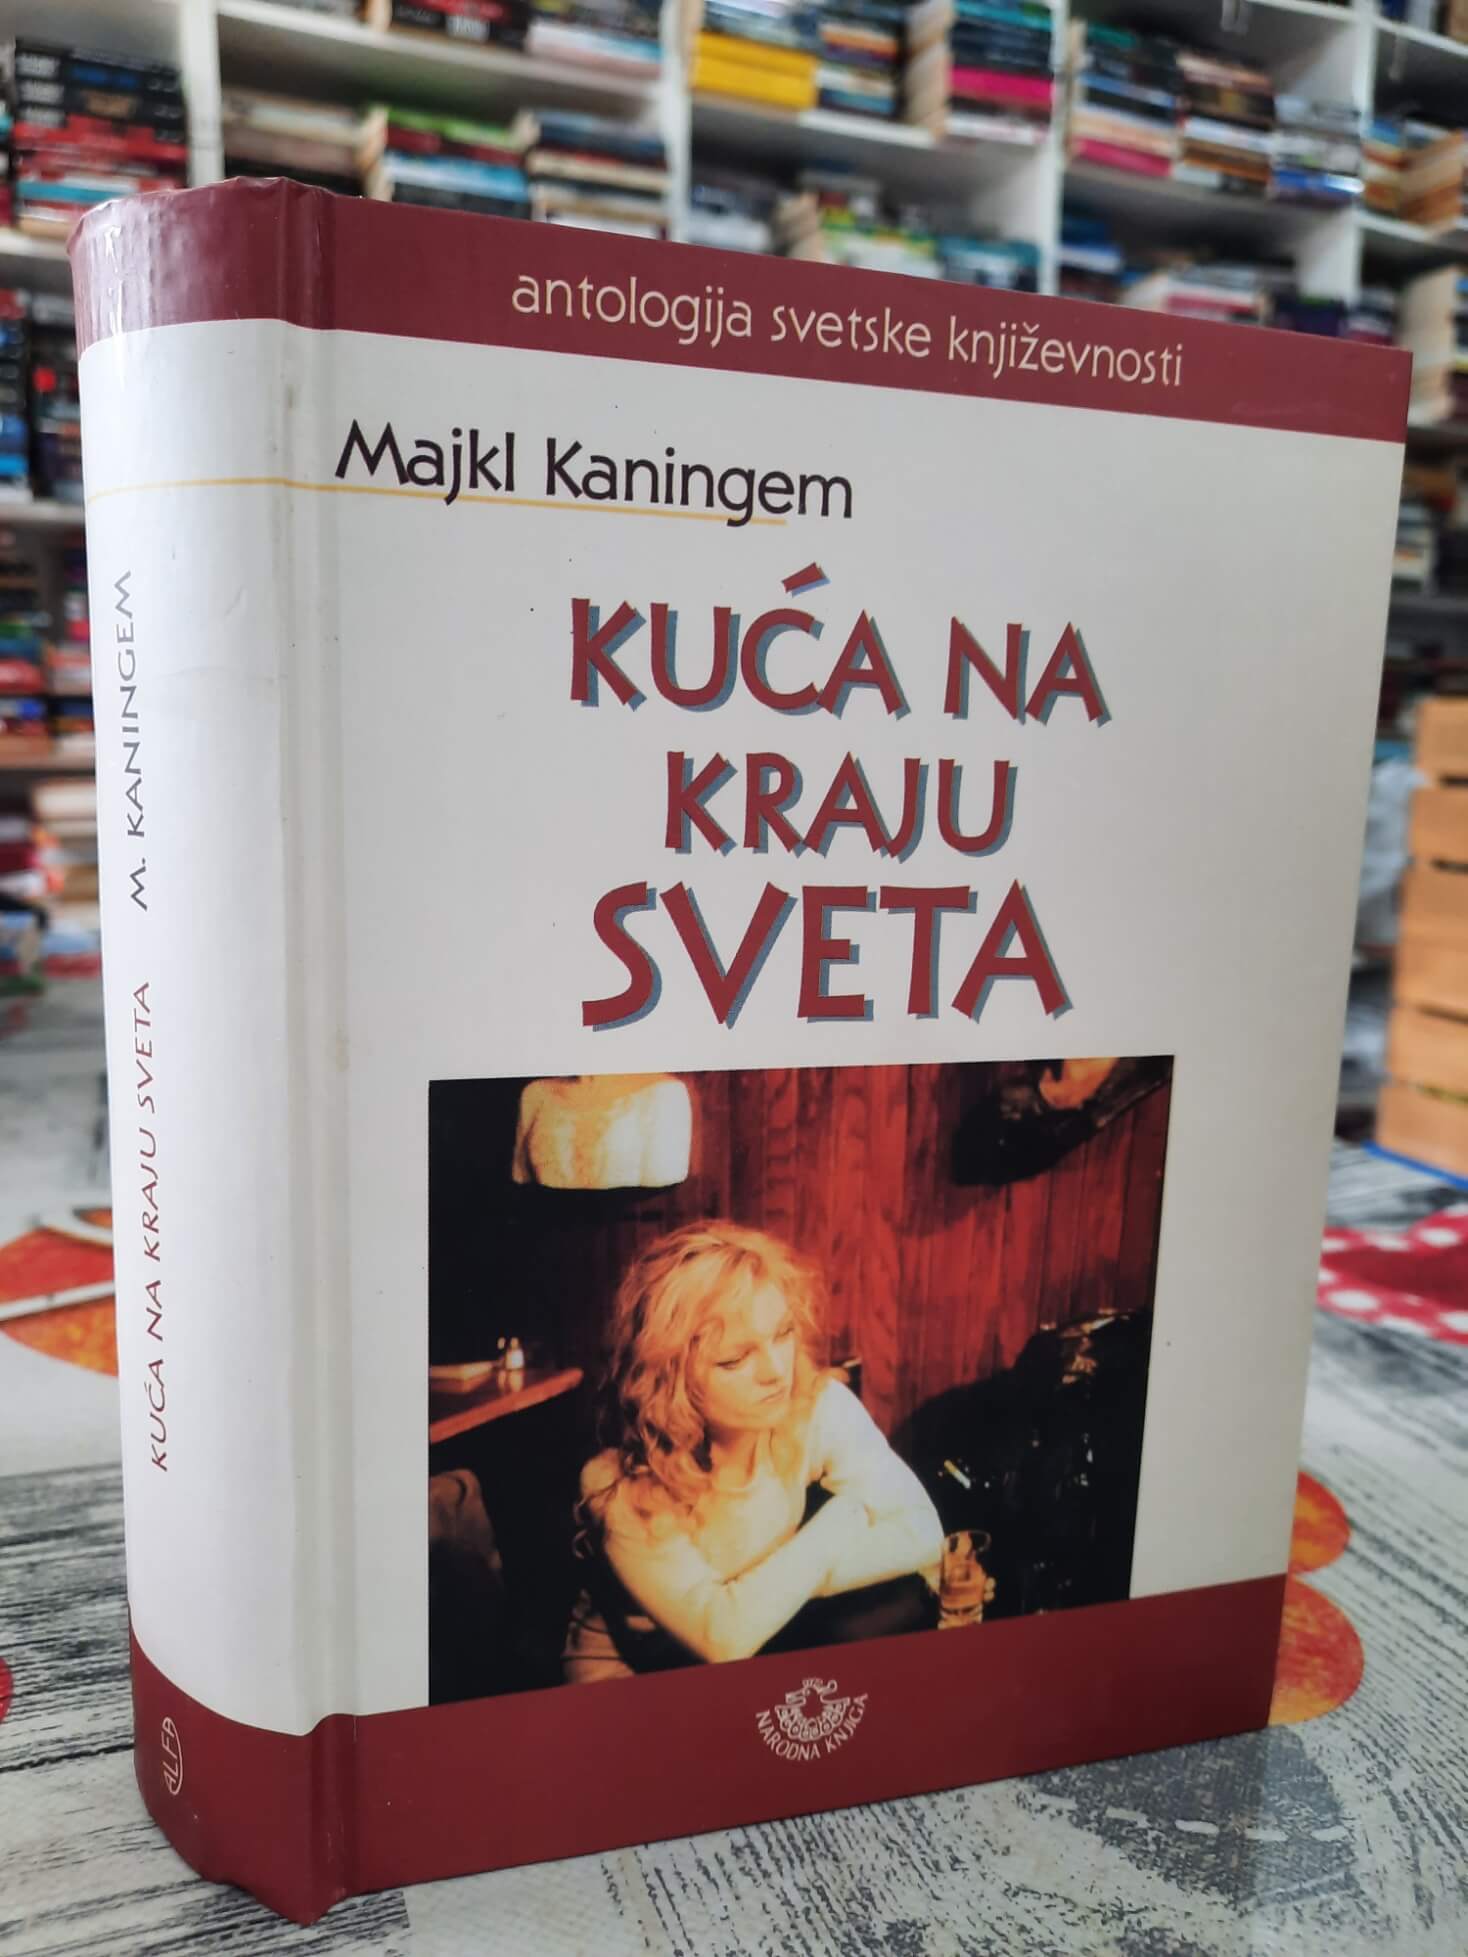 antologija svetske književnosti
Majkl Kaningem
KUĆA NA
KRAJU
SVETA
NARODNA KNJIGA
KUĆA NA KRAJU SVETA M. KANINGEM
ALFA